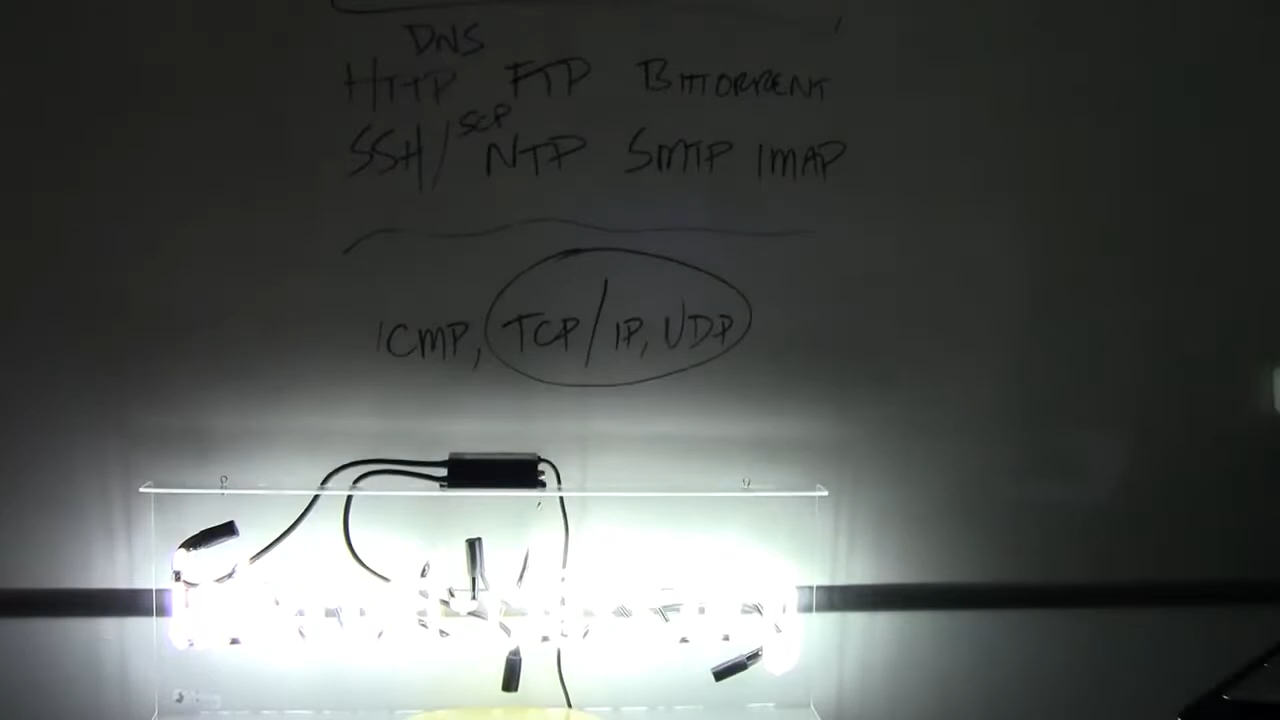 DNS
HTTP FTP BITTORRENT
SSH/SCP NTP SMTP IMAP
ICMP, TCP/IP, UDP